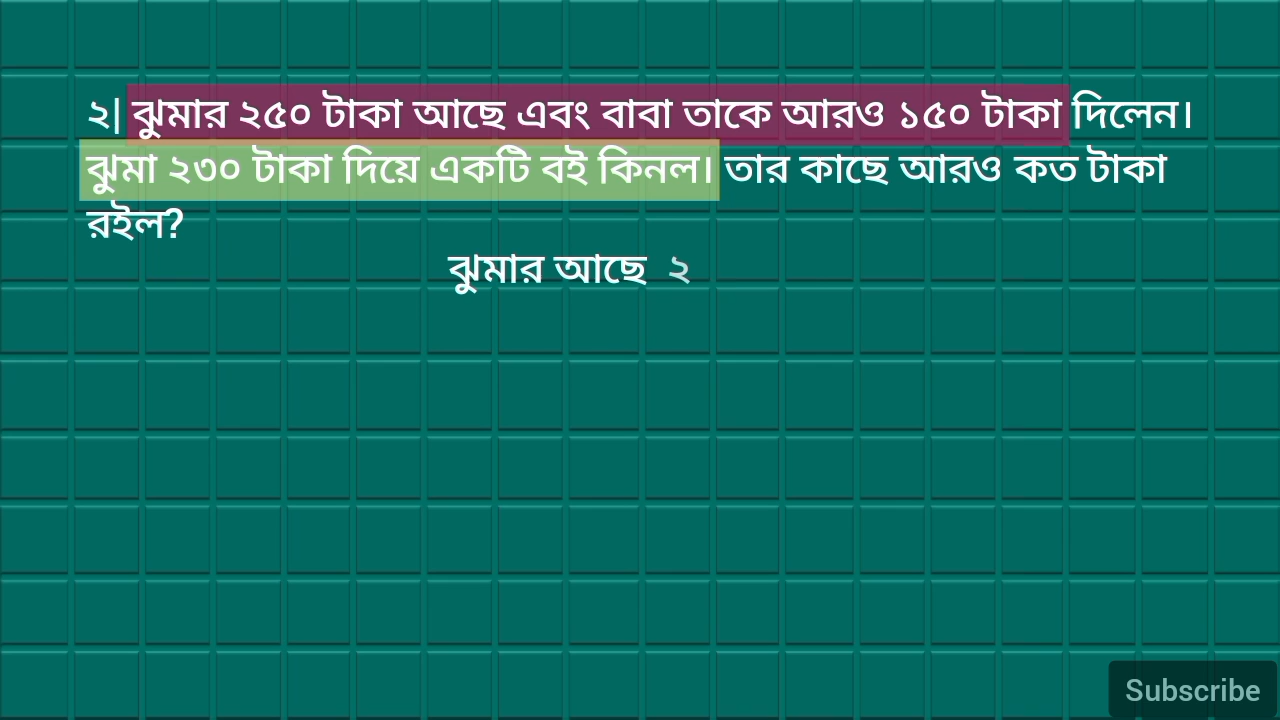 ২| ঝুমার ২৫০ টাকা আছে এবং বাবা তাকে আরও ১৫০ টাকা দিলেন।
ঝুমা ২৩০ টাকা দিয়ে একটি বই কিনল। তার কাছে আরও কত টাকা
রইল?
ঝুমার আছে ২
Subscribe